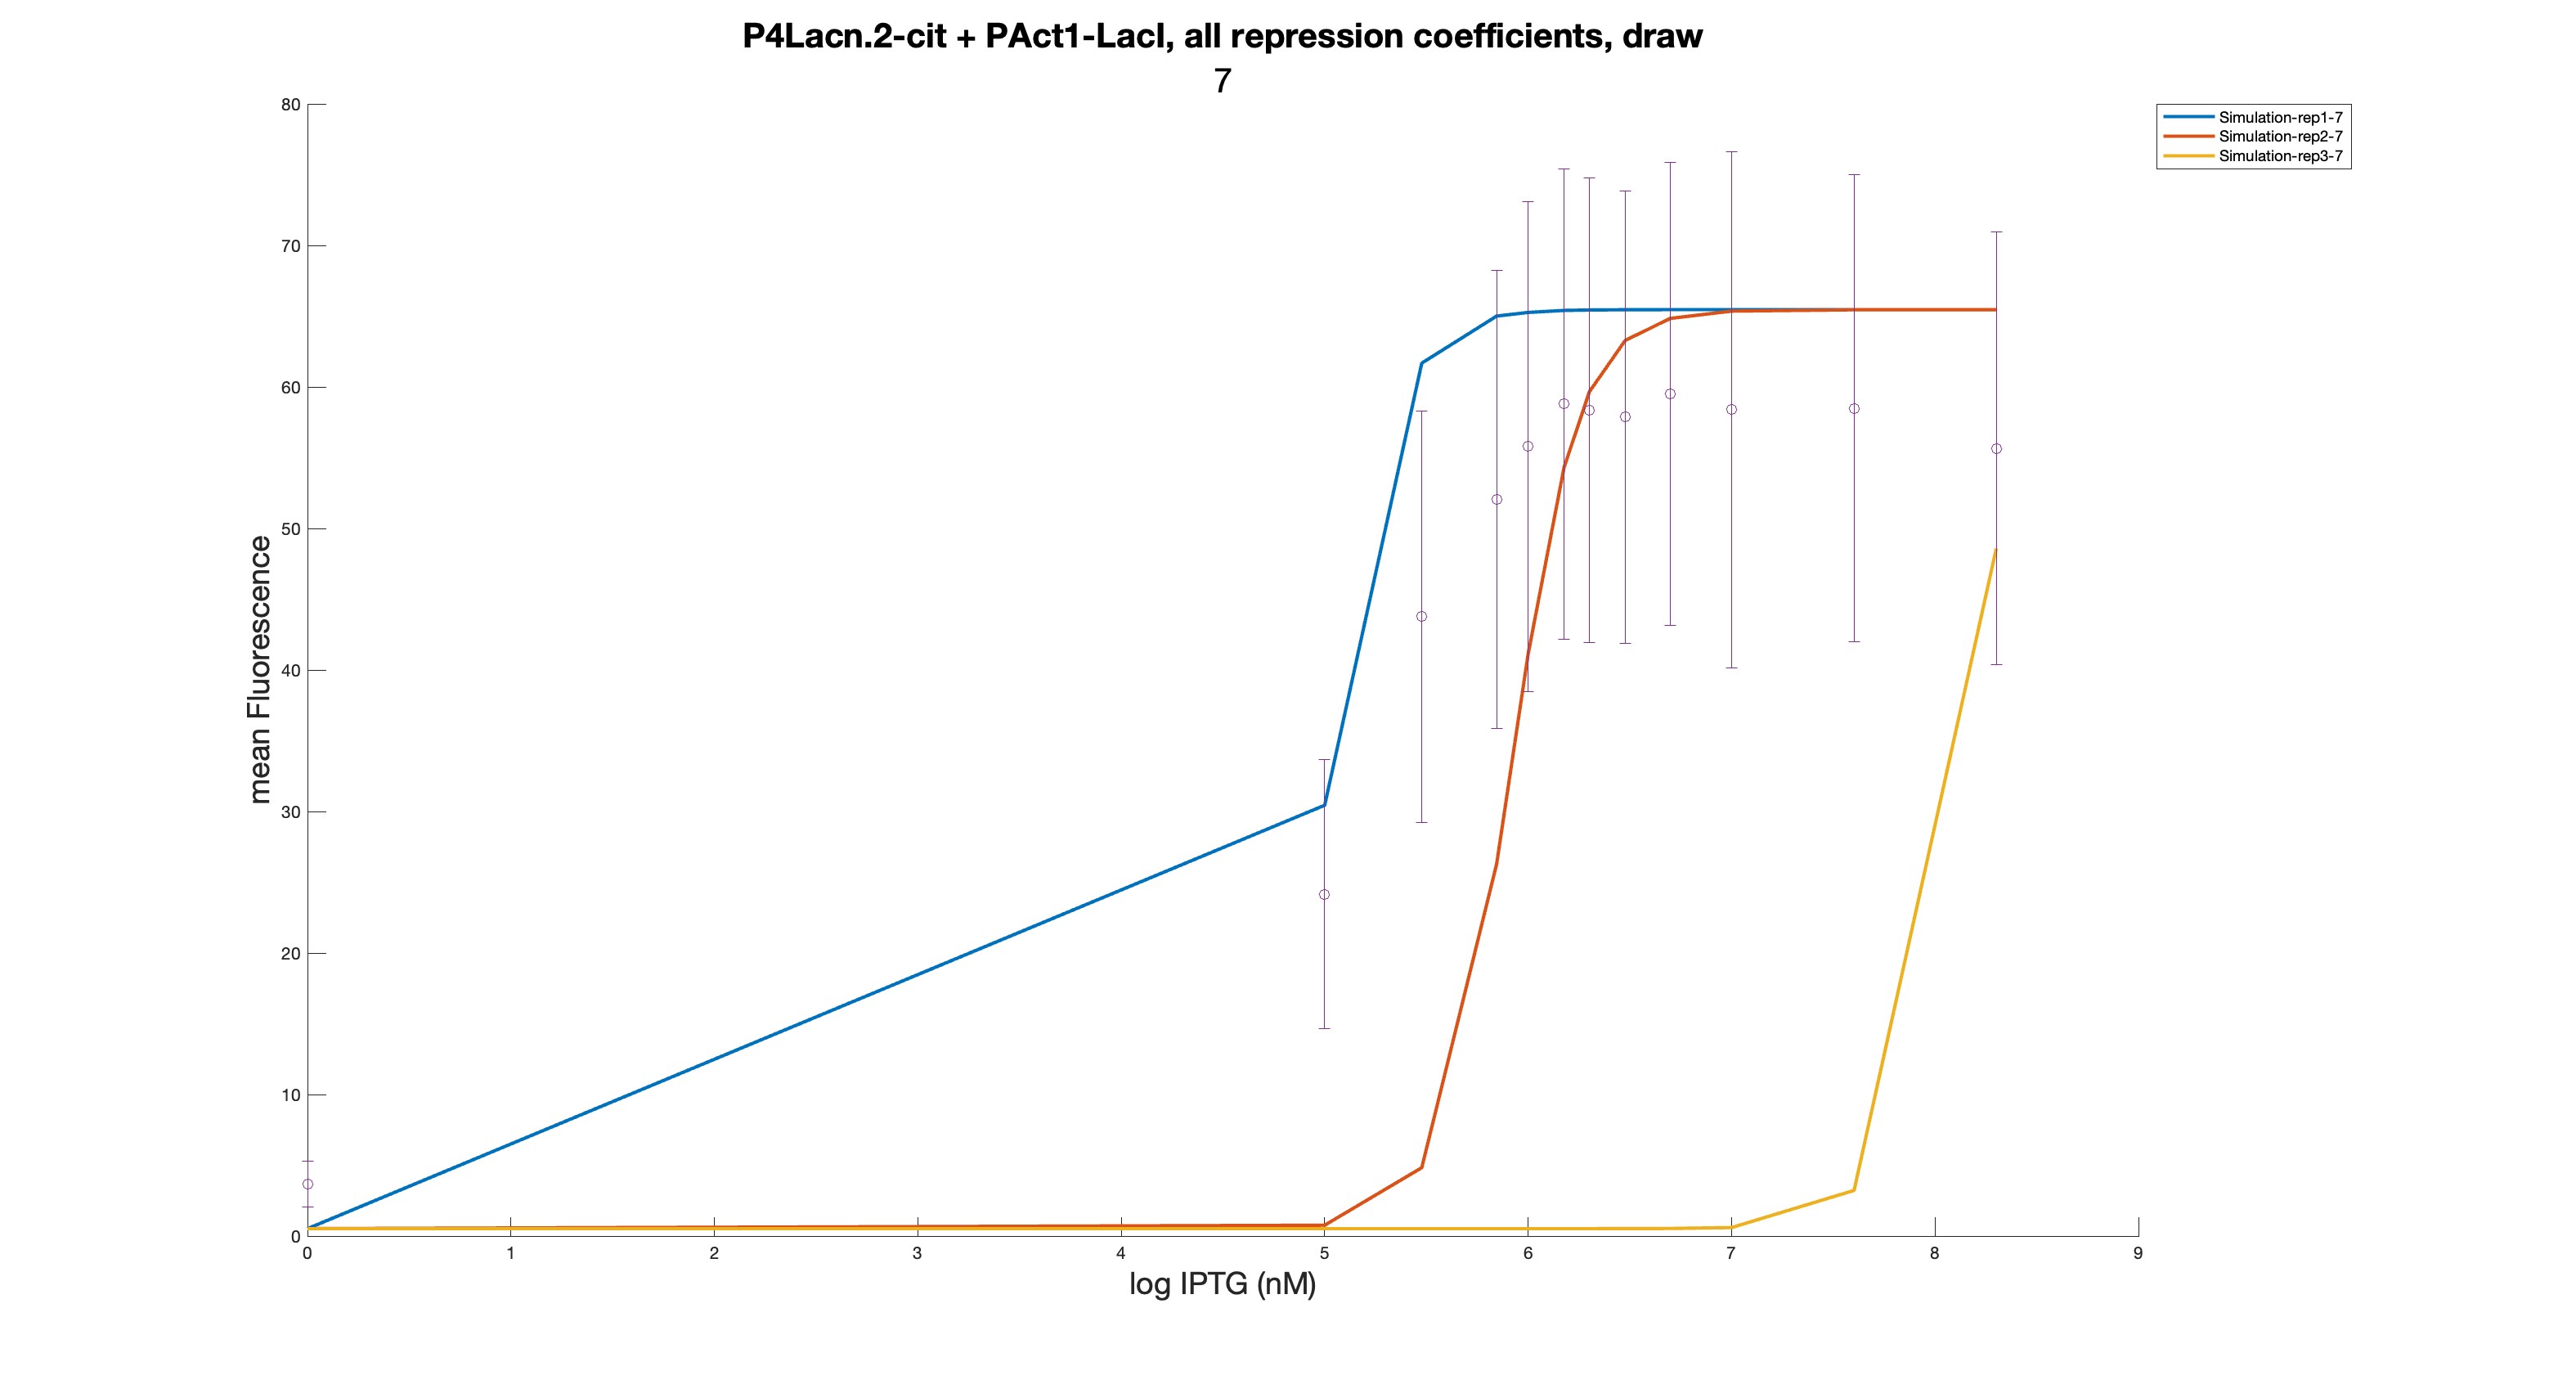 P4Lacn.2-cit + PAct1-LacI, all repression coefficients, draw
7
80
70
60
50
40
30
20
10
0
mean Fluorescence
0 1 2 3 4 5 6 7 8 9
log IPTG (nM)
Simulation-rep1-7
Simulation-rep2-7
Simulation-rep3-7